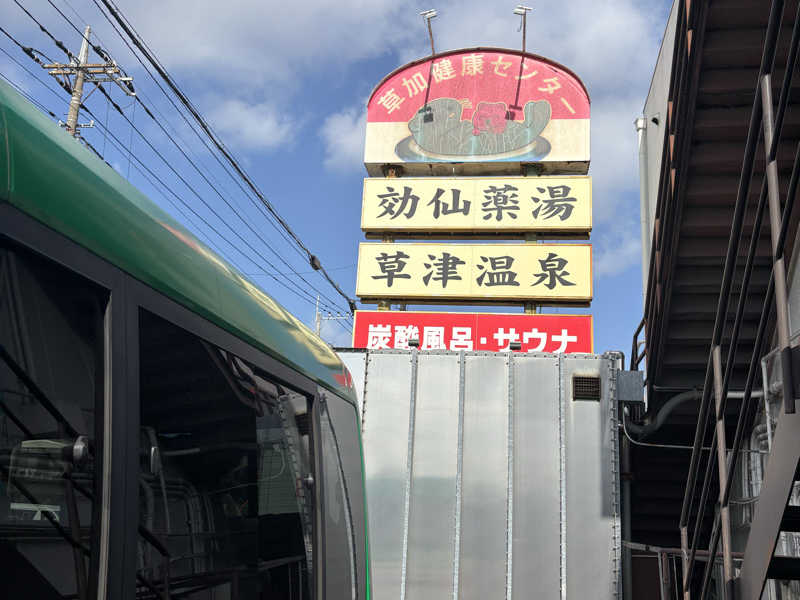 草加健康センター
効仙薬湯
草津温泉
炭酸風呂・サウナ